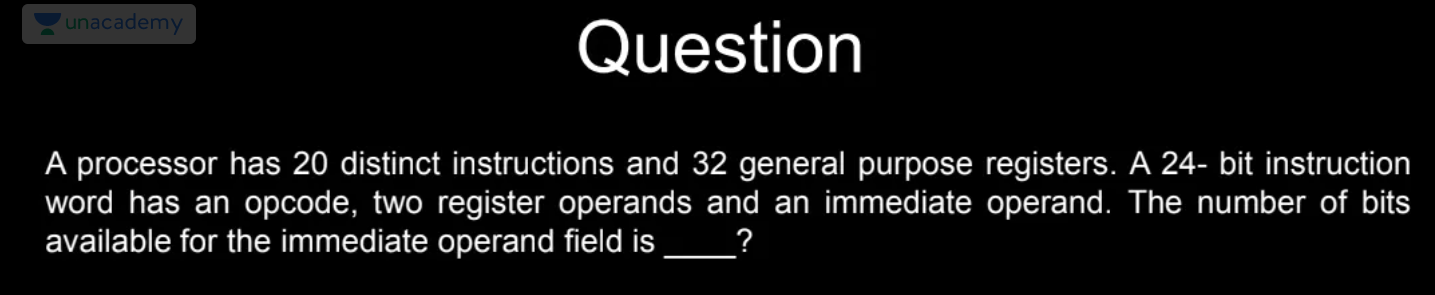 unacademy
Question
A processor has 20 distinct instructions and 32 general purpose registers. A 24- bit instruction
word has an opcode, two register operands and an immediate operand. The number of bits
available for the immediate operand field is ____?